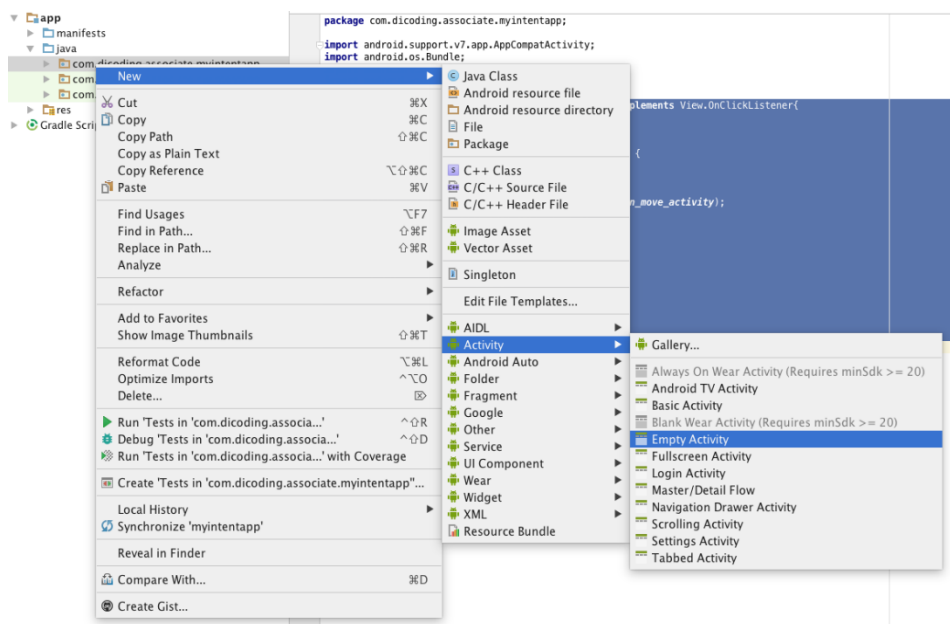 app
manifests
java
com.dicoding.associate.myintentapp
com.
com.
res
Gradle Scri
package com.dicoding.associate.myintentapp;
import android.support.v7.app.AppCompatActivity;
import android.os.Bundle;
plements View.OnClickListener{
{
n_move_activity);
New
Cut ⌘X
Copy ⌘C
Copy Path ⇧⌘C
Copy as Plain Text
Copy Reference ⌥⇧⌘C
Paste ⌘V
Find Usages ⌥F7
Find in Path... ⇧⌘F
Replace in Path... ⇧⌘R
Analyze
Refactor
Add to Favorites
Show Image Thumbnails ⇧⌘T
Reformat Code ⌥⌘L
Optimize Imports ^⌥O
Delete... ⌦
Run 'Tests in 'com.dicoding.associa...' ^⇧R
Debug 'Tests in 'com.dicoding.associa...' ^⇧D
Run 'Tests in 'com.dicoding.associa...' with Coverage
Create 'Tests in 'com.dicoding.associate.myintentapp''...
Local History
Synchronize 'myintentapp'
Reveal in Finder
Compare With... ⌘D
Create Gist...
Java Class
Android resource file
Android resource directory
File
Package
C++ Class
C/C++ Source File
C/C++ Header File
Image Asset
Vector Asset
Singleton
Edit File Templates...
AIDL
Activity
Android Auto
Folder
Fragment
Google
Other
Service
UI Component
Wear
Widget
XML
Resource Bundle
Gallery...
Always On Wear Activity (Requires minSdk >= 20)
Android TV Activity
Basic Activity
Blank Wear Activity (Requires minSdk >= 20)
Empty Activity
Fullscreen Activity
Login Activity
Master/Detail Flow
Navigation Drawer Activity
Scrolling Activity
Settings Activity
Tabbed Activity